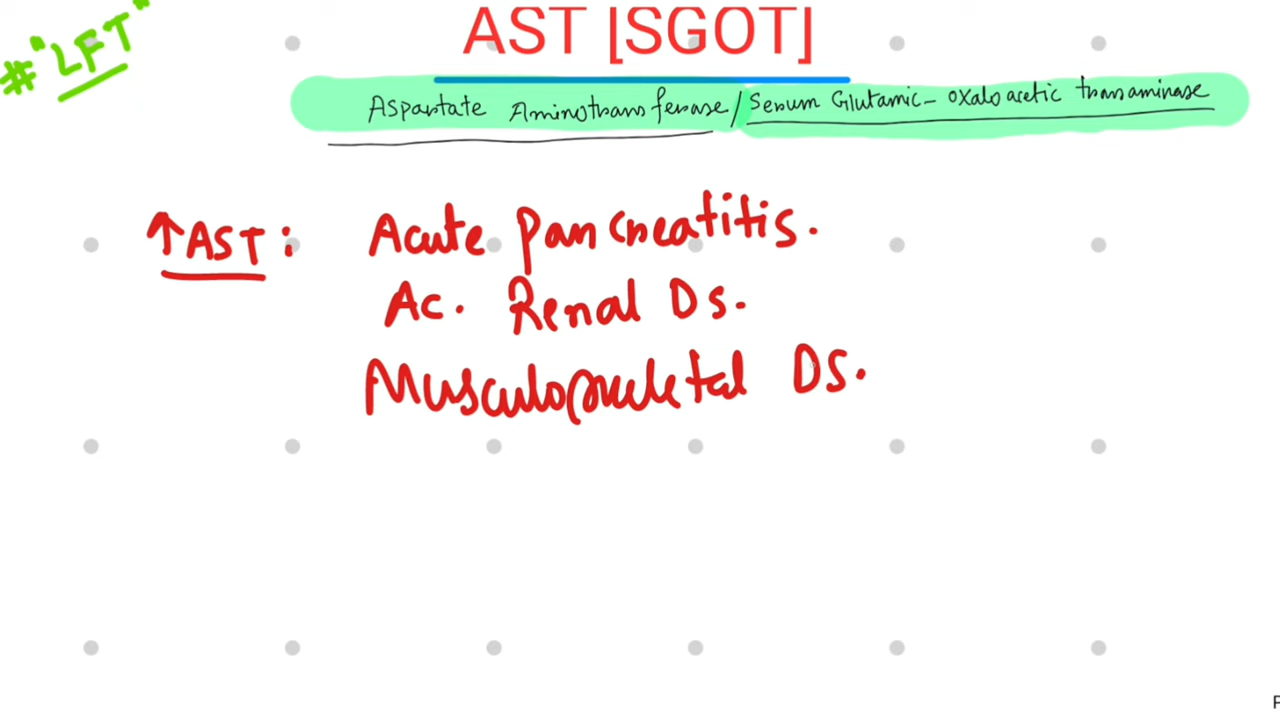 # "LFT"
AST [SGOT]
Aspartate Aminotransferase / Serum Glutamic-oxaloacetic transaminase
↑AST: Acute pancreatitis.
Ac. Renal Ds.
Musculoskeletal Ds.